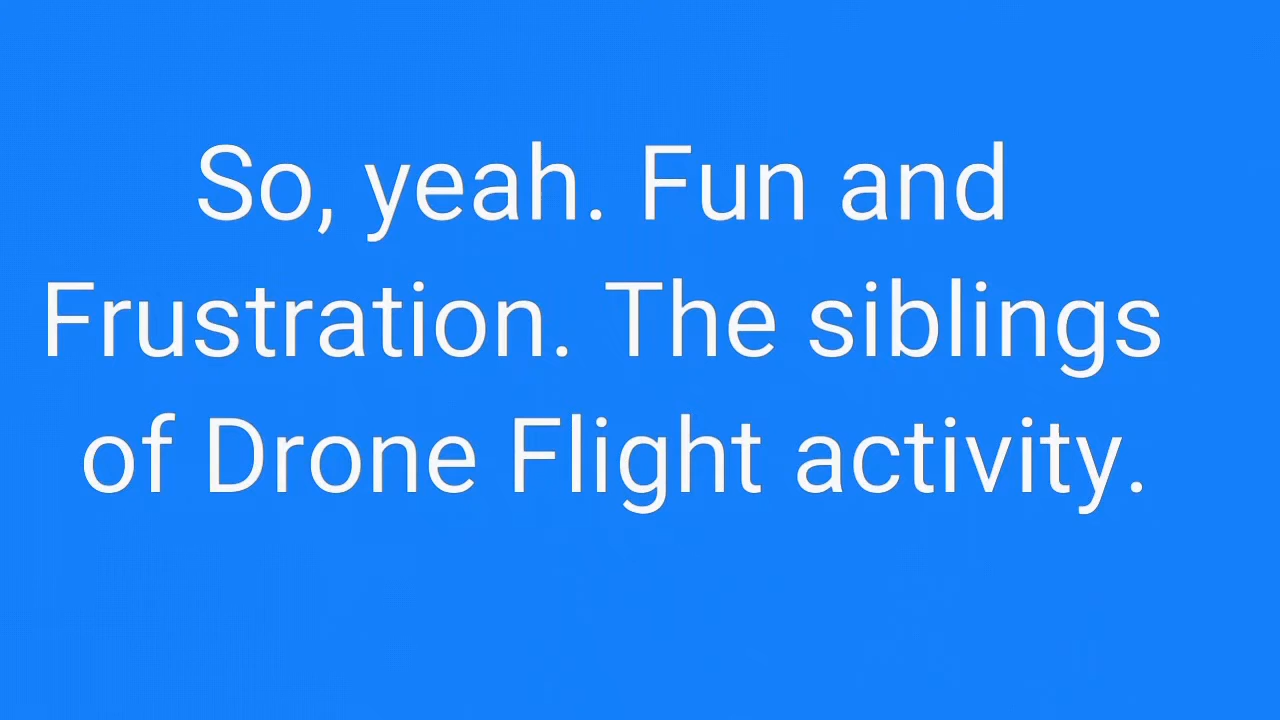 So, yeah. Fun and
Frustration. The siblings
of Drone Flight activity.